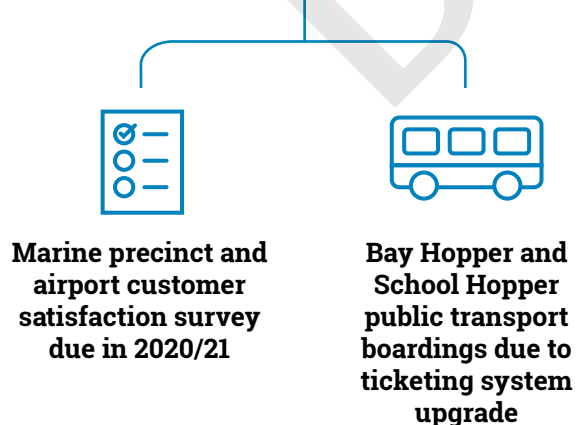 Marine precinct and
airport customer
satisfaction survey
due in 2020/21
Bay Hopper and
School Hopper
public transport
boardings due to
ticketing system
upgrade